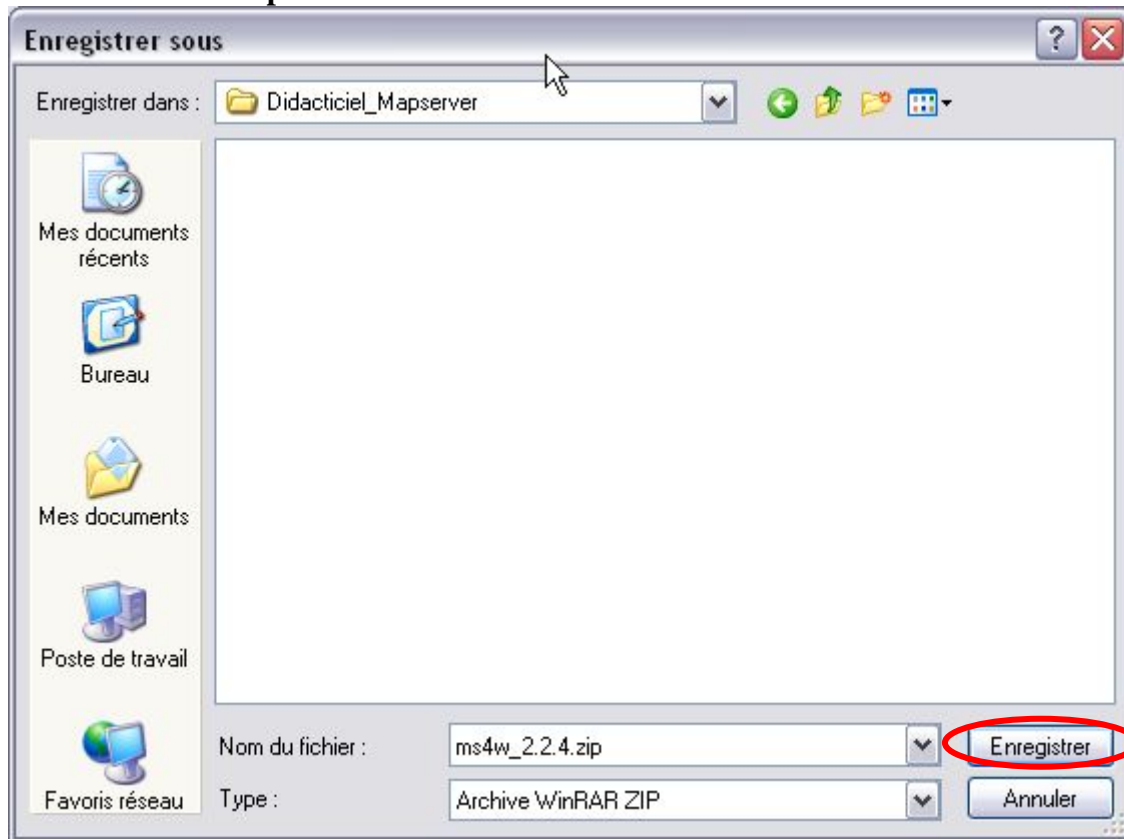 Enregistrer sous
Enregistrer dans :
Didacticiel_Mapserver
Mes documents
récents
Bureau
Mes documents
Poste de travail
Favoris réseau
Nom du fichier :
ms4w_2.2.4.zip
Enregistrer
Type :
Archive WinRAR ZIP
Annuler